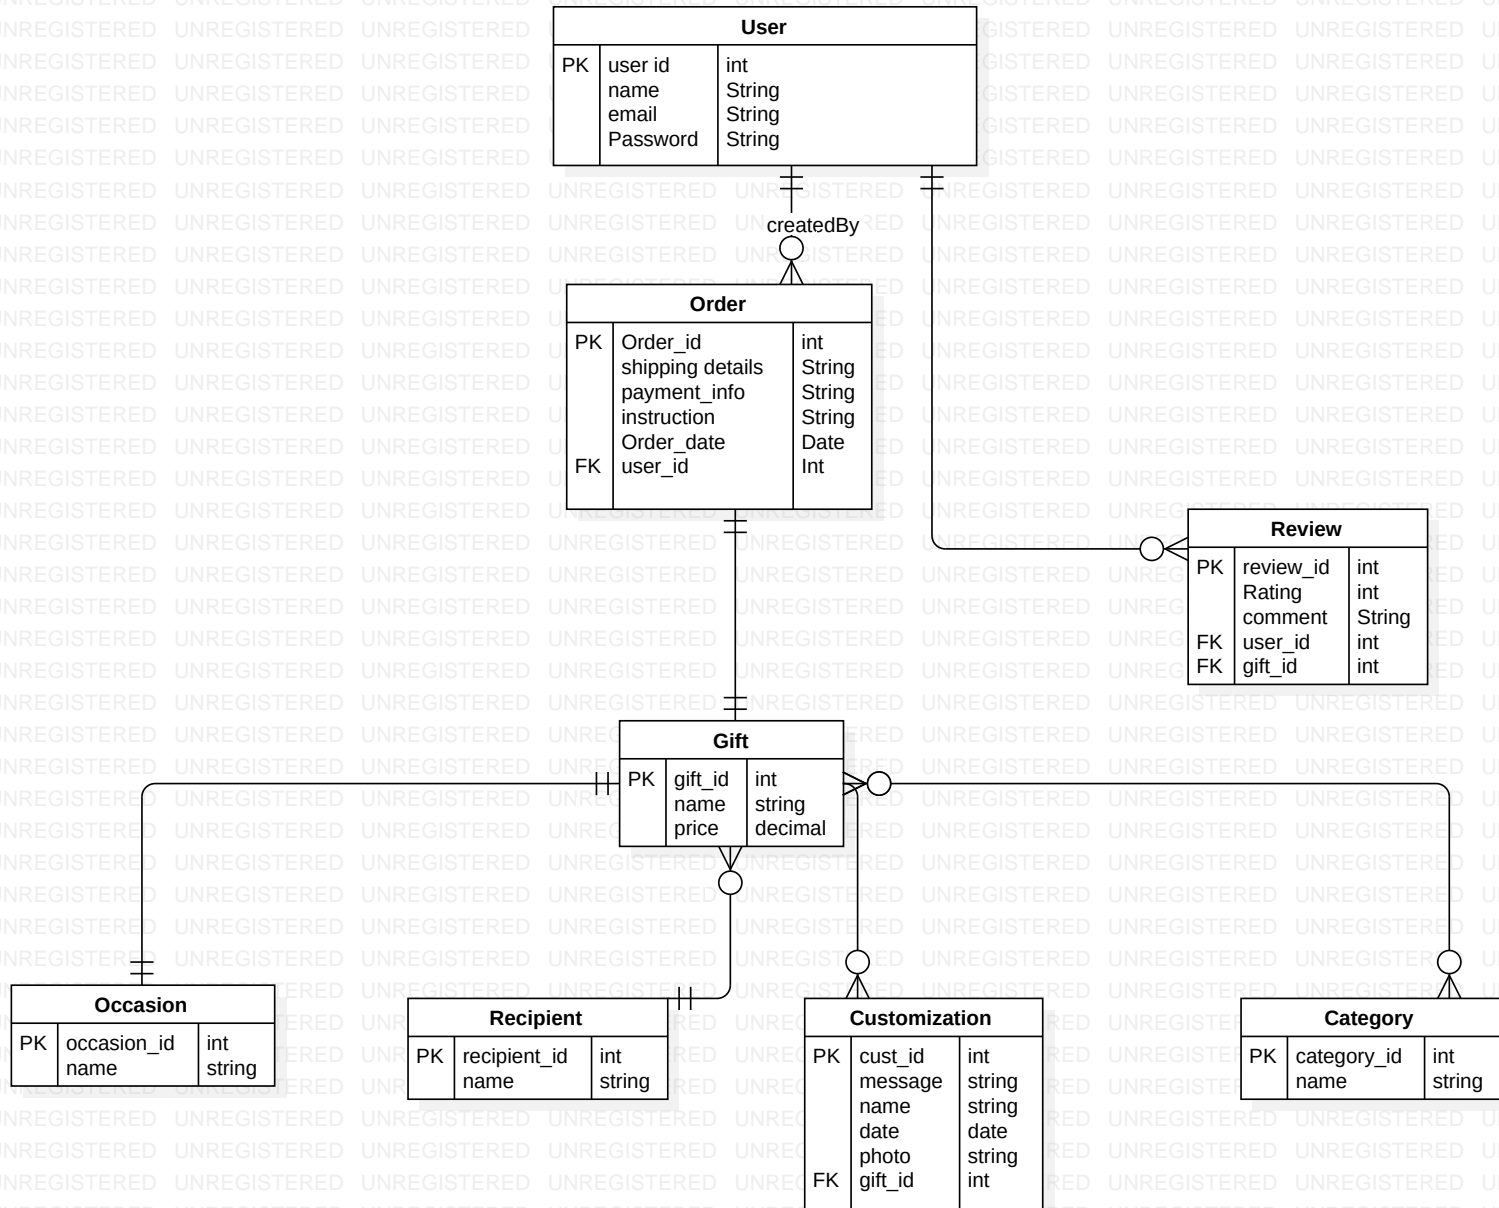 User
PK user id int
name String
email String
Password String
createdBy
Order
PK Order_id int
shipping details String
payment_info String
instruction String
Order_date Date
FK user_id Int
Review
PK review_id int
Rating int
comment String
FK user_id int
FK gift_id int
Gift
PK gift_id int
name string
price decimal
Occasion
PK occasion_id int
name string
Recipient
PK recipient_id int
name string
Customization
PK cust_id int
message string
name string
date date
photo string
FK gift_id int
Category
PK category_id int
name string
UNREGISTERED